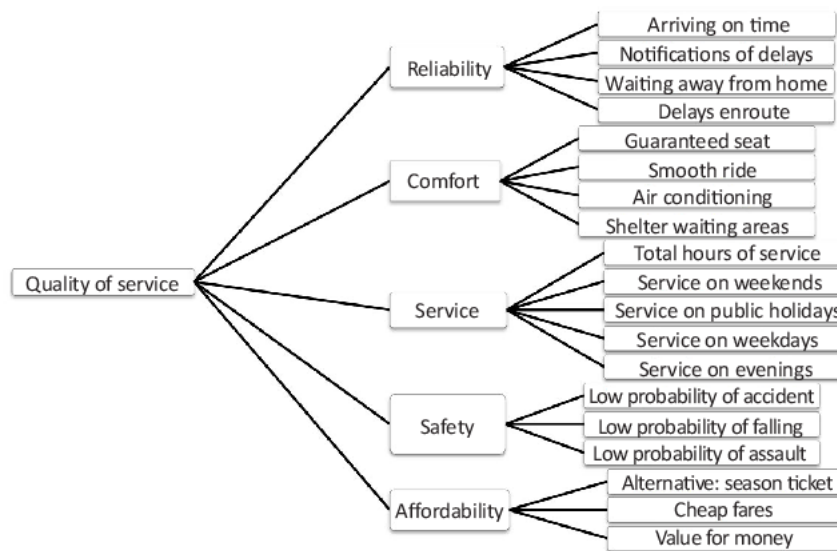 Quality of service
Reliability
Arriving on time
Notifications of delays
Waiting away from home
Delays enroute
Comfort
Guaranteed seat
Smooth ride
Air conditioning
Shelter waiting areas
Service
Total hours of service
Service on weekends
Service on public holidays
Service on weekdays
Service on evenings
Safety
Low probability of accident
Low probability of falling
Low probability of assault
Affordability
Alternative: season ticket
Cheap fares
Value for money